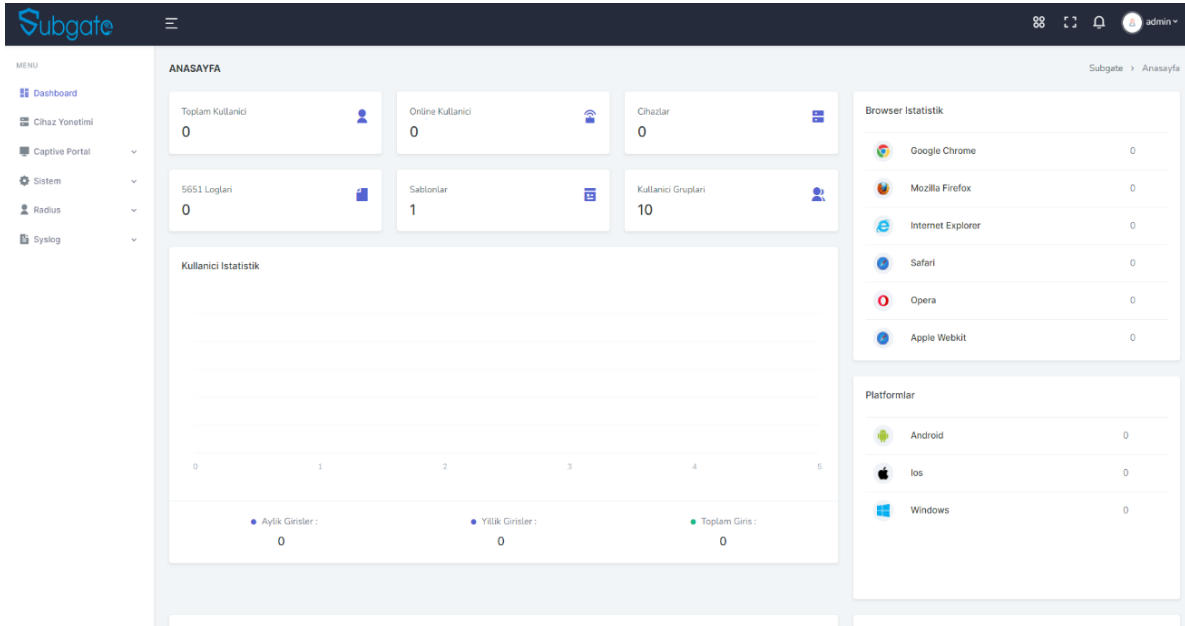 Subgate
admin
MENU
Dashboard
Cihaz Yonetimi
Captive Portal
Sistem
Radius
Syslog
ANASAYFA
Subgate > Anasayfa
Toplam Kullanici
0
Online Kullanici
0
Cihazlar
0
5651 Loglari
0
Sablonlar
1
Kullanici Gruplari
10
Kullanici Istatistik
0 1 2 3 4 5
Aylik Girisler :
0
Yillik Girisler :
0
Toplam Giris :
0
Browser Istatistik
Google Chrome 0
Mozilla Firefox 0
Internet Explorer 0
Safari 0
Opera 0
Apple Webkit 0
Platformlar
Android 0
Ios 0
Windows 0